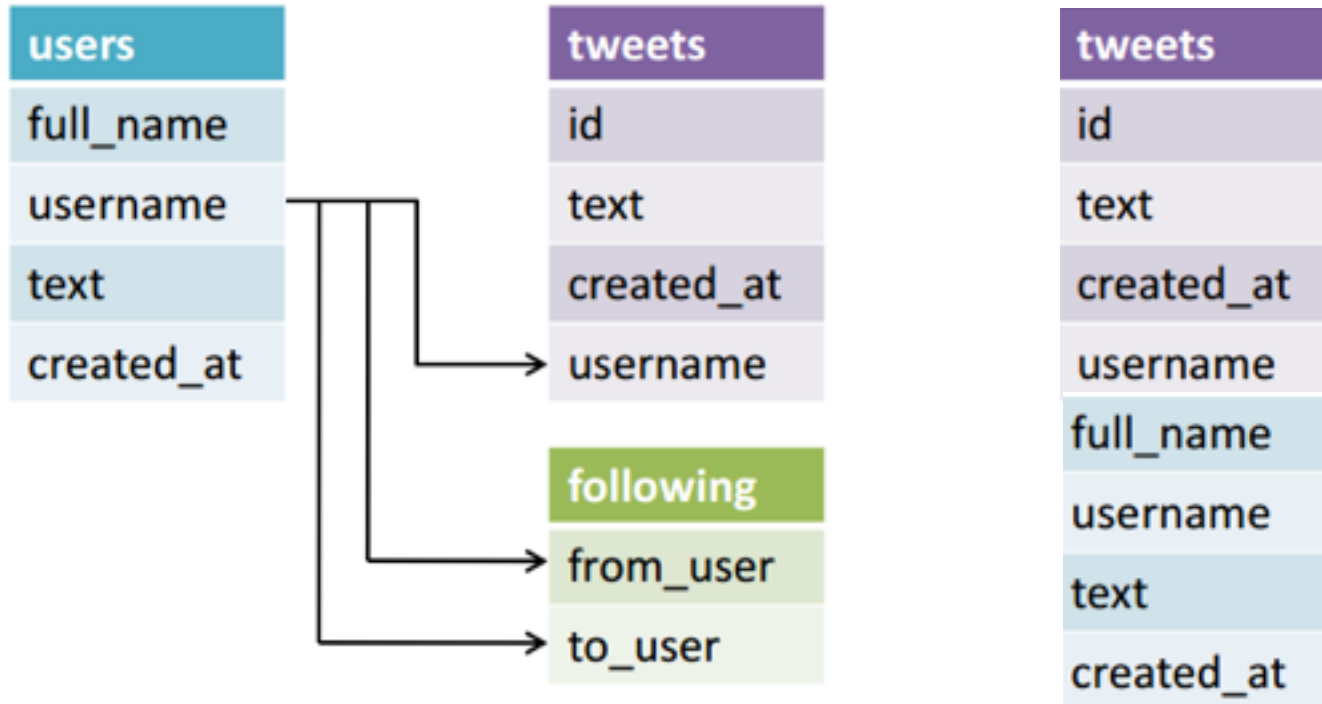 users
full_name
username
text
created_at
tweets
id
text
created_at
username
following
from_user
to_user
tweets
id
text
created_at
username
full_name
username
text
created_at